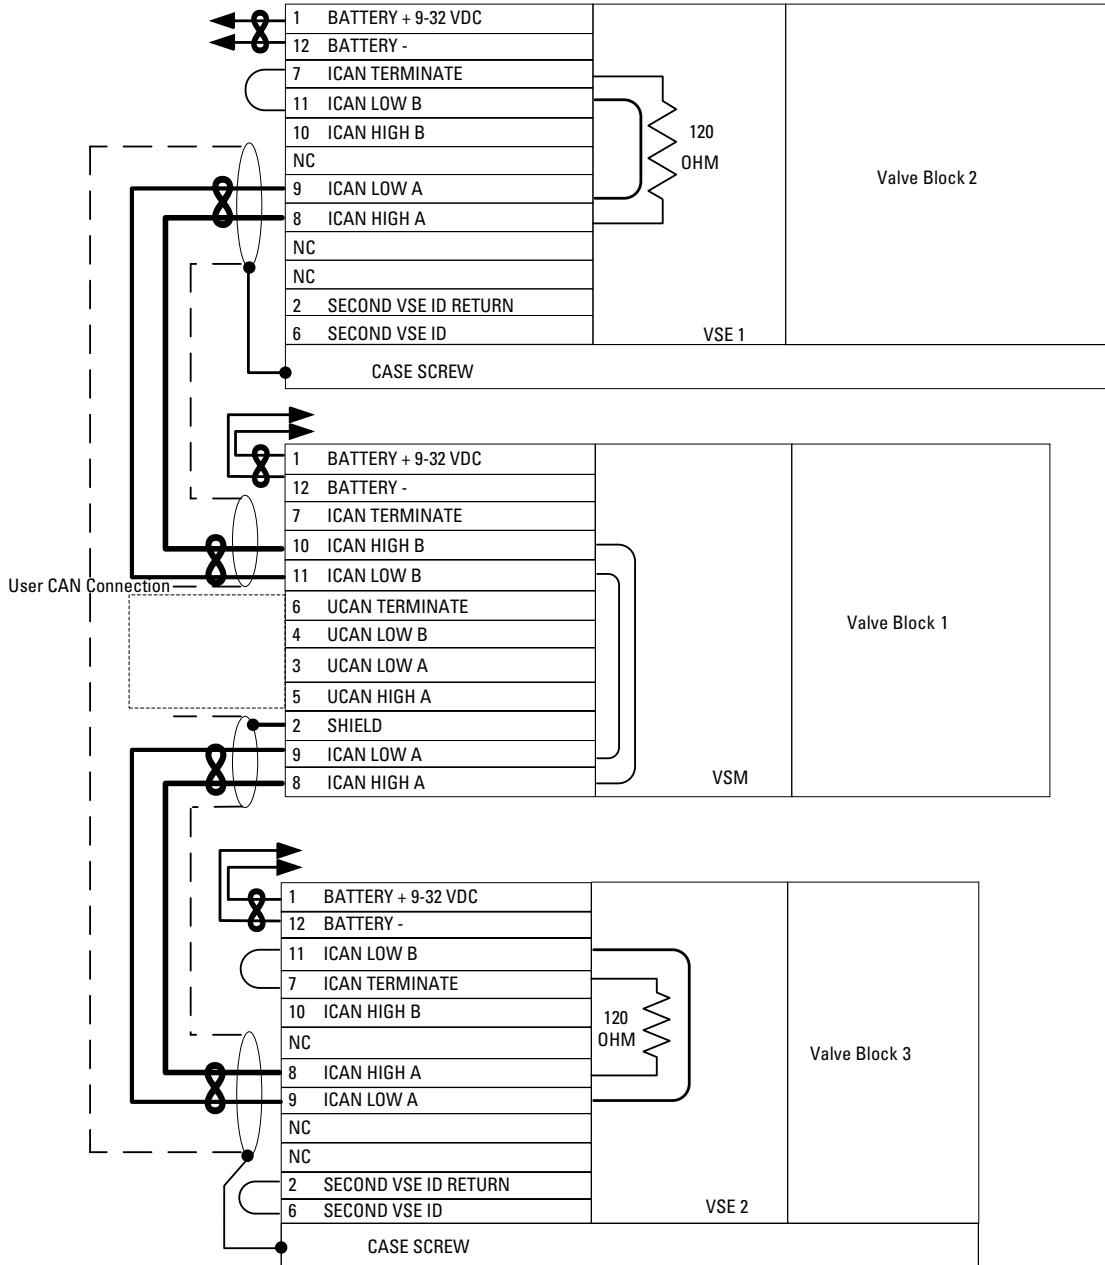 1 BATTERY + 9-32 VDC
12 BATTERY -
7 ICAN TERMINATE
11 ICAN LOW B
10 ICAN HIGH B
NC
9 ICAN LOW A
8 ICAN HIGH A
NC
NC
2 SECOND VSE ID RETURN
6 SECOND VSE ID
CASE SCREW
120
OHM
VSE 1
Valve Block 2
1 BATTERY + 9-32 VDC
12 BATTERY -
7 ICAN TERMINATE
10 ICAN HIGH B
11 ICAN LOW B
User CAN Connection
6 UCAN TERMINATE
4 UCAN LOW B
3 UCAN LOW A
5 UCAN HIGH A
2 SHIELD
9 ICAN LOW A
8 ICAN HIGH A
VSM
Valve Block 1
1 BATTERY + 9-32 VDC
12 BATTERY -
11 ICAN LOW B
7 ICAN TERMINATE
10 ICAN HIGH B
NC
8 ICAN HIGH A
9 ICAN LOW A
NC
NC
2 SECOND VSE ID RETURN
6 SECOND VSE ID
CASE SCREW
120
OHM
VSE 2
Valve Block 3